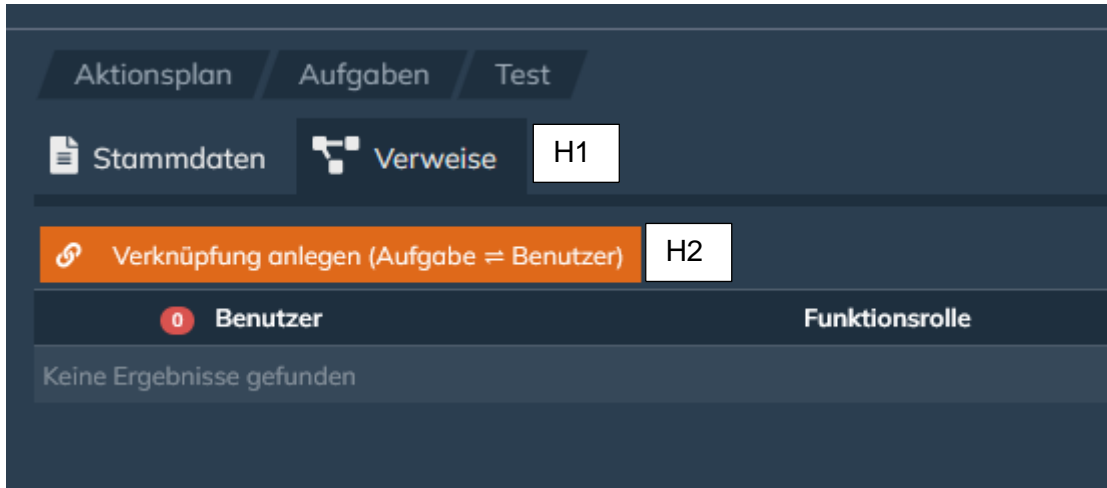 Aktionsplan Aufgaben Test
Stammdaten Verweise H1
Verknüpfung anlegen (Aufgabe ⇌ Benutzer) H2
0 Benutzer Funktionsrolle
Keine Ergebnisse gefunden